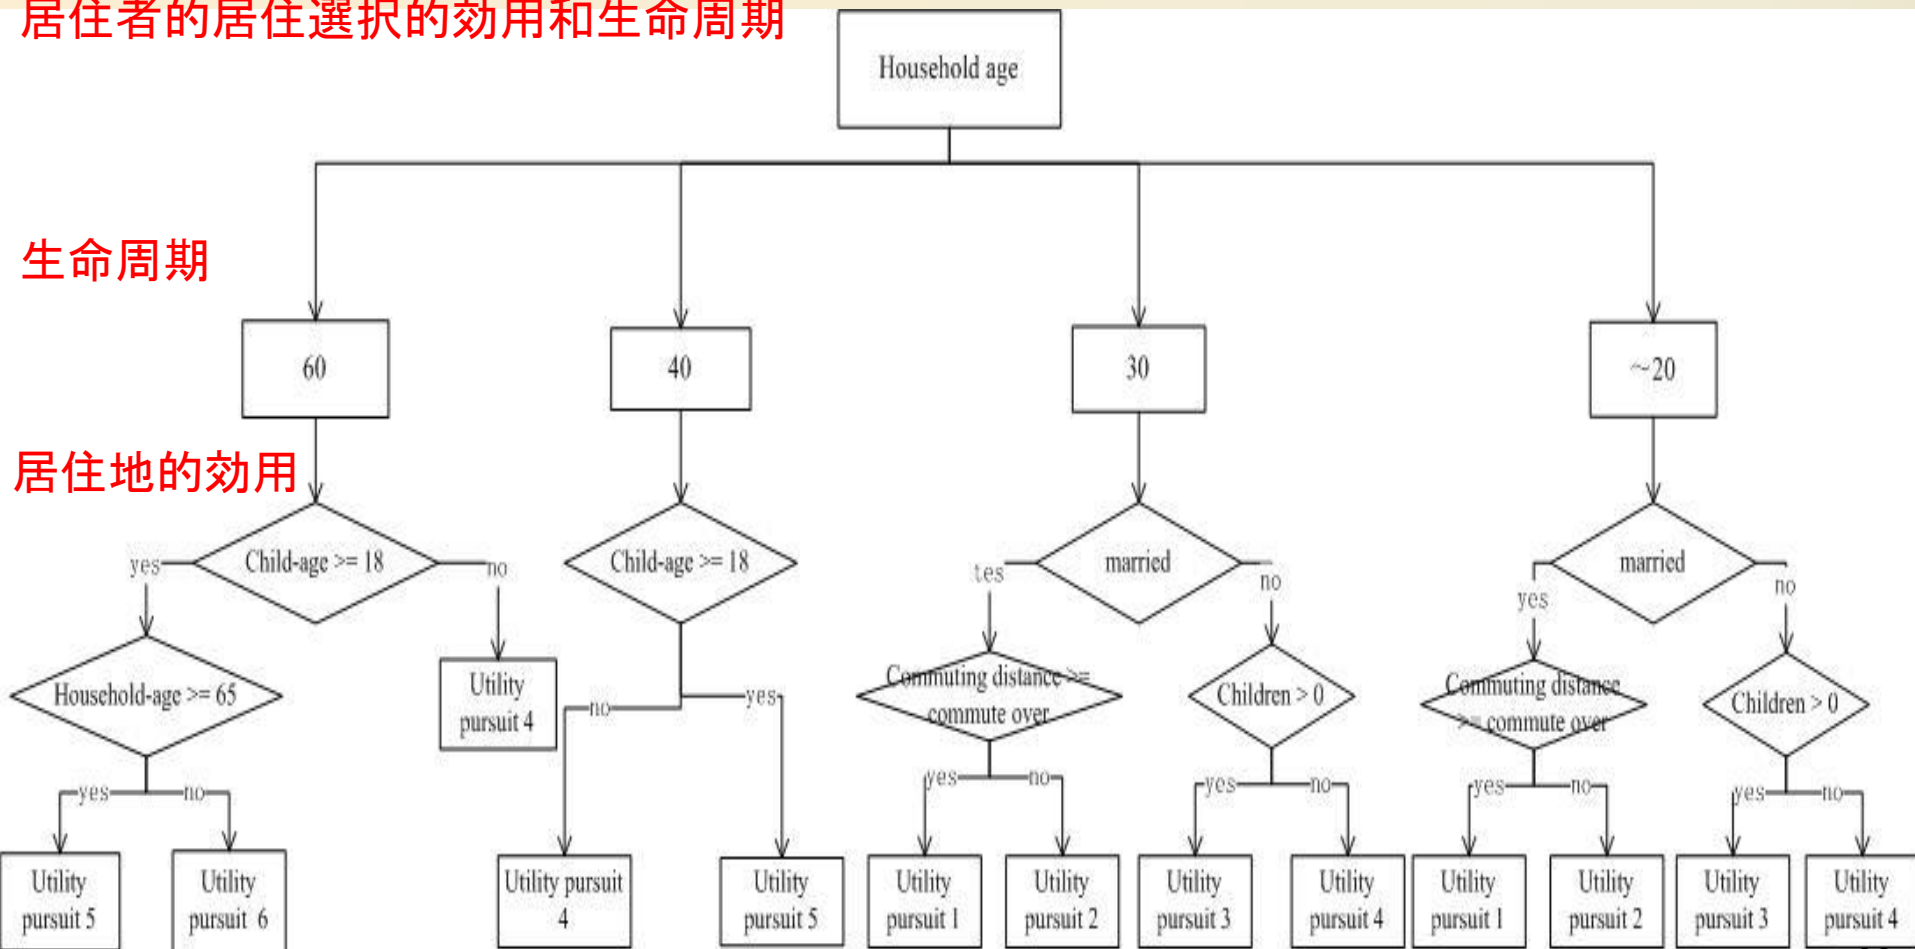 居住者的居住選択的効用和生命周期
Household age
生命周期
60
40
30
~20
居住地的効用
Child-age >= 18
yes
no
Child-age >= 18
married
tes
no
married
yes
no
Household-age >= 65
Utility
pursuit 4
no
yes
Commuting distance >=
commute over
Children > 0
Commuting distance
>= commute over
Children > 0
yes
no
yes
no
yes
no
yes
no
yes
no
Utility
pursuit 5
Utility
pursuit 6
Utility pursuit
4
Utility
pursuit 5
Utility
pursuit 1
Utility
pursuit 2
Utility
pursuit 3
Utility
pursuit 4
Utility
pursuit 1
Utility
pursuit 2
Utility
pursuit 3
Utility
pursuit 4